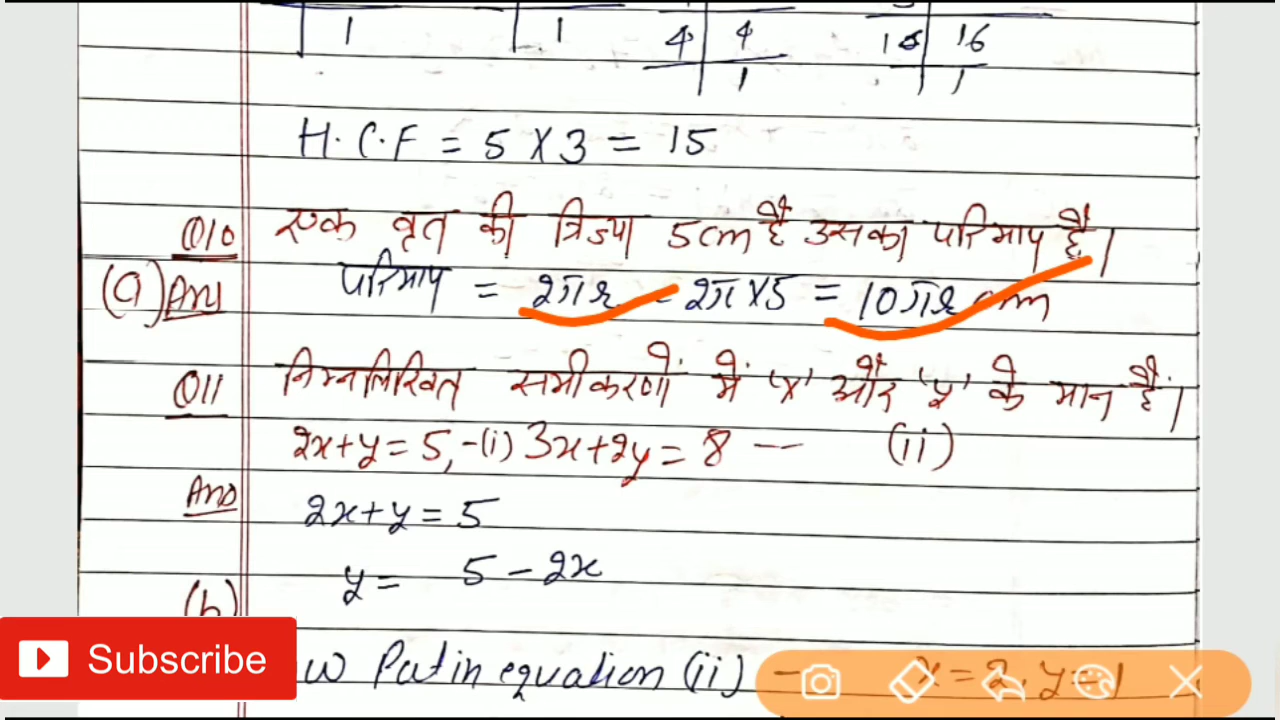 1 1 4 4 16 16
1 1
H.C.F = 5 X 3 = 15
Q10 एक वृत की त्रिज्या 5cm है उसका परिमाप है।
(a) Ans परिमाप = 2πr = 2π×5 = 10πr cm
Q11 निम्नलिखित समीकरणों में 'x' और 'y' के मान हैं।
2x+y = 5, -(i) 3x+2y = 8 -- (ii)
Ans 2x+y = 5
y = 5 - 2x
(b)
w Put in equation (ii) - x = 2, y = 1
Subscribe